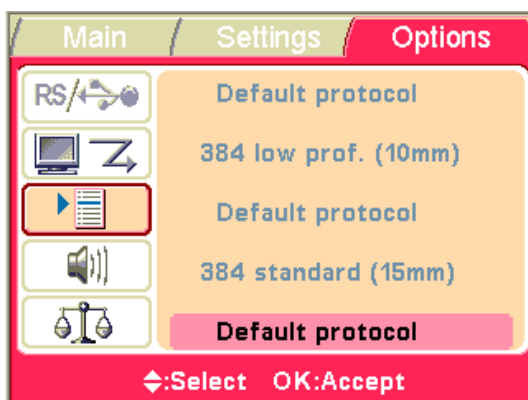 Main Settings Options
RS/
Default protocol
384 low prof. (10mm)
Default protocol
384 standard (15mm)
Default protocol
:Select OK:Accept